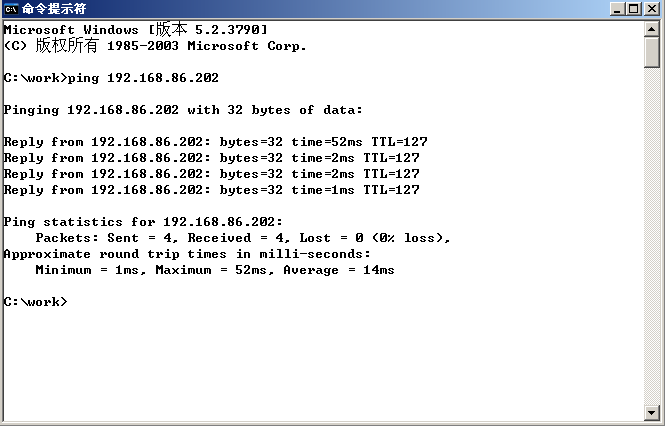 命令提示符
Microsoft Windows [版本 5.2.3790]
(C) 版权所有 1985-2003 Microsoft Corp.
C:\work>ping 192.168.86.202
Pinging 192.168.86.202 with 32 bytes of data:
Reply from 192.168.86.202: bytes=32 time=52ms TTL=127
Reply from 192.168.86.202: bytes=32 time=2ms TTL=127
Reply from 192.168.86.202: bytes=32 time=2ms TTL=127
Reply from 192.168.86.202: bytes=32 time=1ms TTL=127
Ping statistics for 192.168.86.202:
    Packets: Sent = 4, Received = 4, Lost = 0 (0% loss),
Approximate round trip times in milli-seconds:
    Minimum = 1ms, Maximum = 52ms, Average = 14ms
C:\work>